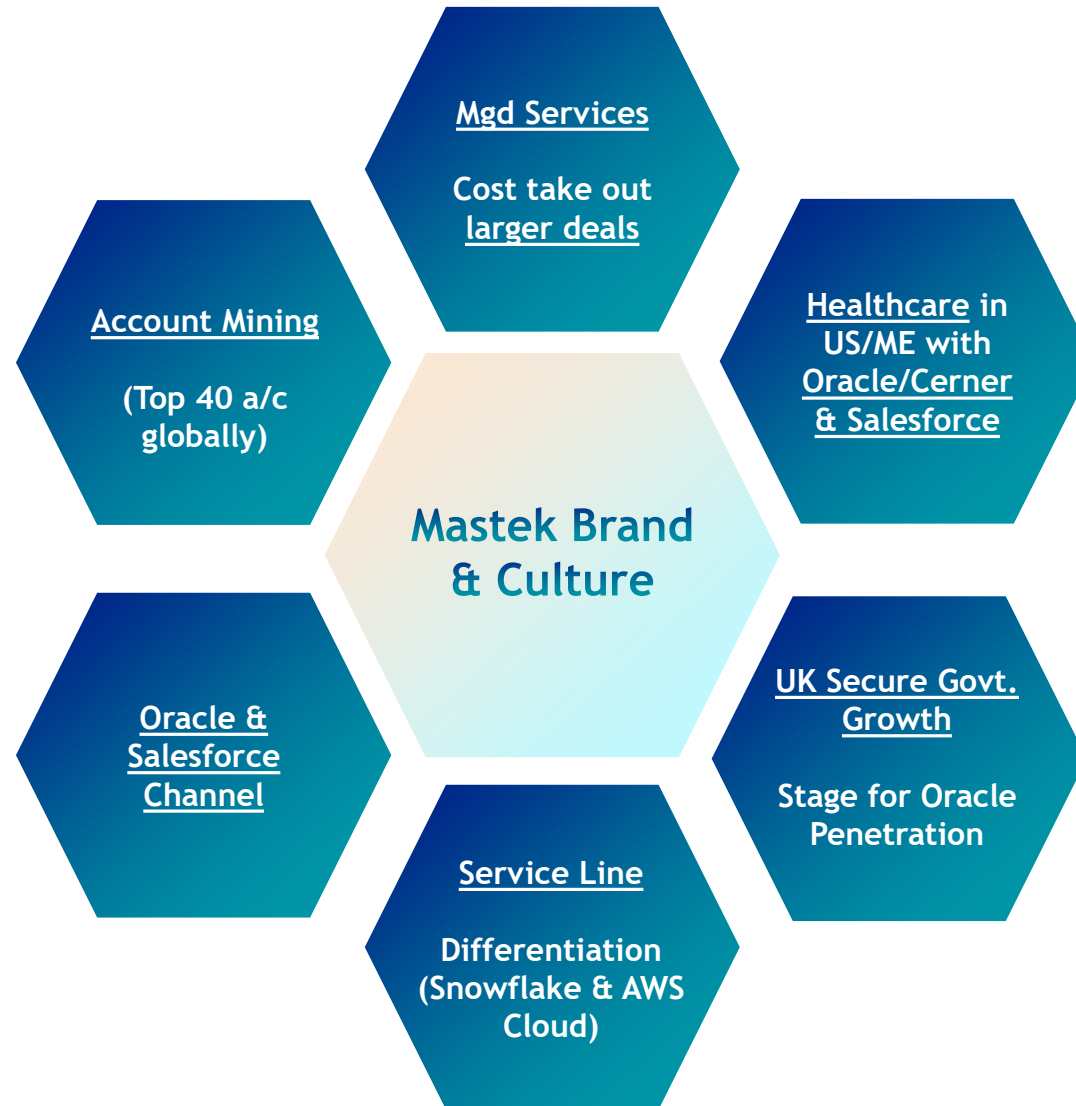 Mgd Services
Cost take out
larger deals
Account Mining
(Top 40 a/c
globally)
Healthcare in
US/ME with
Oracle/Cerner
& Salesforce
Mastek Brand
& Culture
Oracle &
Salesforce
Channel
UK Secure Govt.
Growth
Stage for Oracle
Penetration
Service Line
Differentiation
(Snowflake & AWS
Cloud)